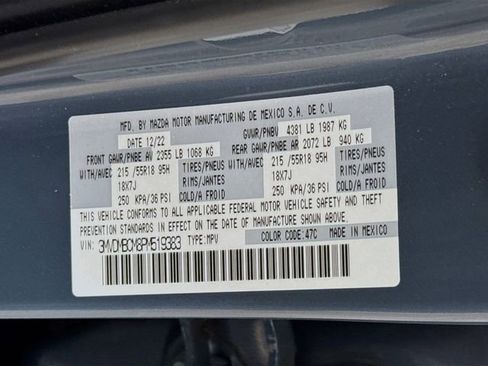 MFD. BY MAZDA MOTOR MANUFACTURING DE MEXICO S.A. DE C.V.
DATE 12/22 GVWR/PNBV 4381 LB 1987 KG
FRONT GAWR/PNBE AV 2355 LB 1068 KG REAR GAWR/PNBE AR 2072 LB 940 KG
WITH/AVEC 215 /55R18 95H TIRES/PNEUS WITH/AVEC 215 /55R18 95H TIRES/PNEUS
18X7J RIMS/JANTES 18X7J RIMS/JANTES
250 KPA/36 PSI COLD/A FROID 250 KPA/36 PSI COLD/A FROID
THIS VEHICLE CONFORMS TO ALL APPLICABLE FEDERAL MOTOR VEHICLE SAFETY AND THEFT
PREVENTION STANDARDS IN EFFECT ON THE DATE OF MANUFACTURE SHOWN ABOVE.
VIN: 3MVDMBCM8PM519383 TYPE: MPV COLOR CODE: 47C MADE IN MEXICO